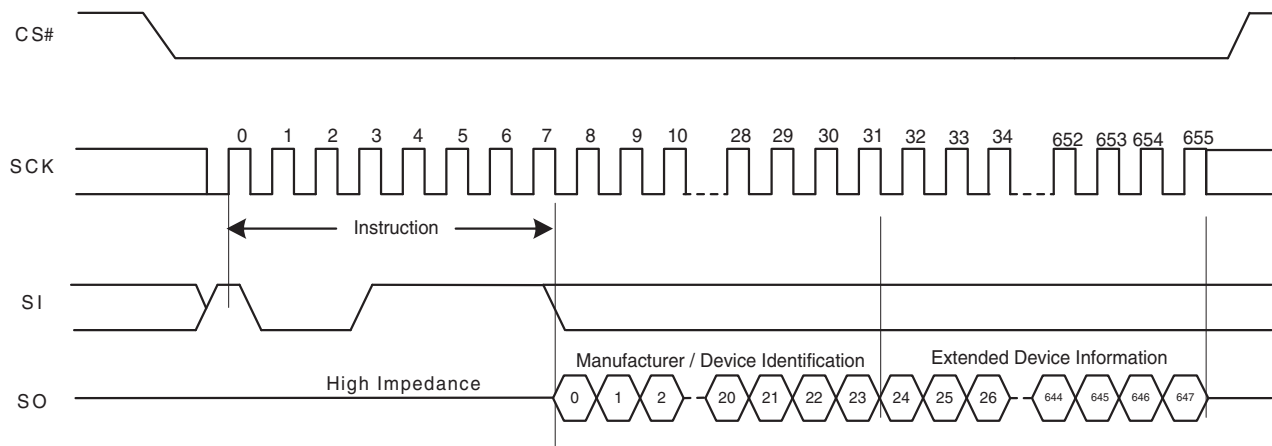 CS#
0 1 2 3 4 5 6 7 8 9 10 28 29 30 31 32 33 34 652 653 654 655
SCK
Instruction
SI
Manufacturer / Device Identification Extended Device Information
High Impedance
SO 0 1 2 20 21 22 23 24 25 26 644 645 646 647